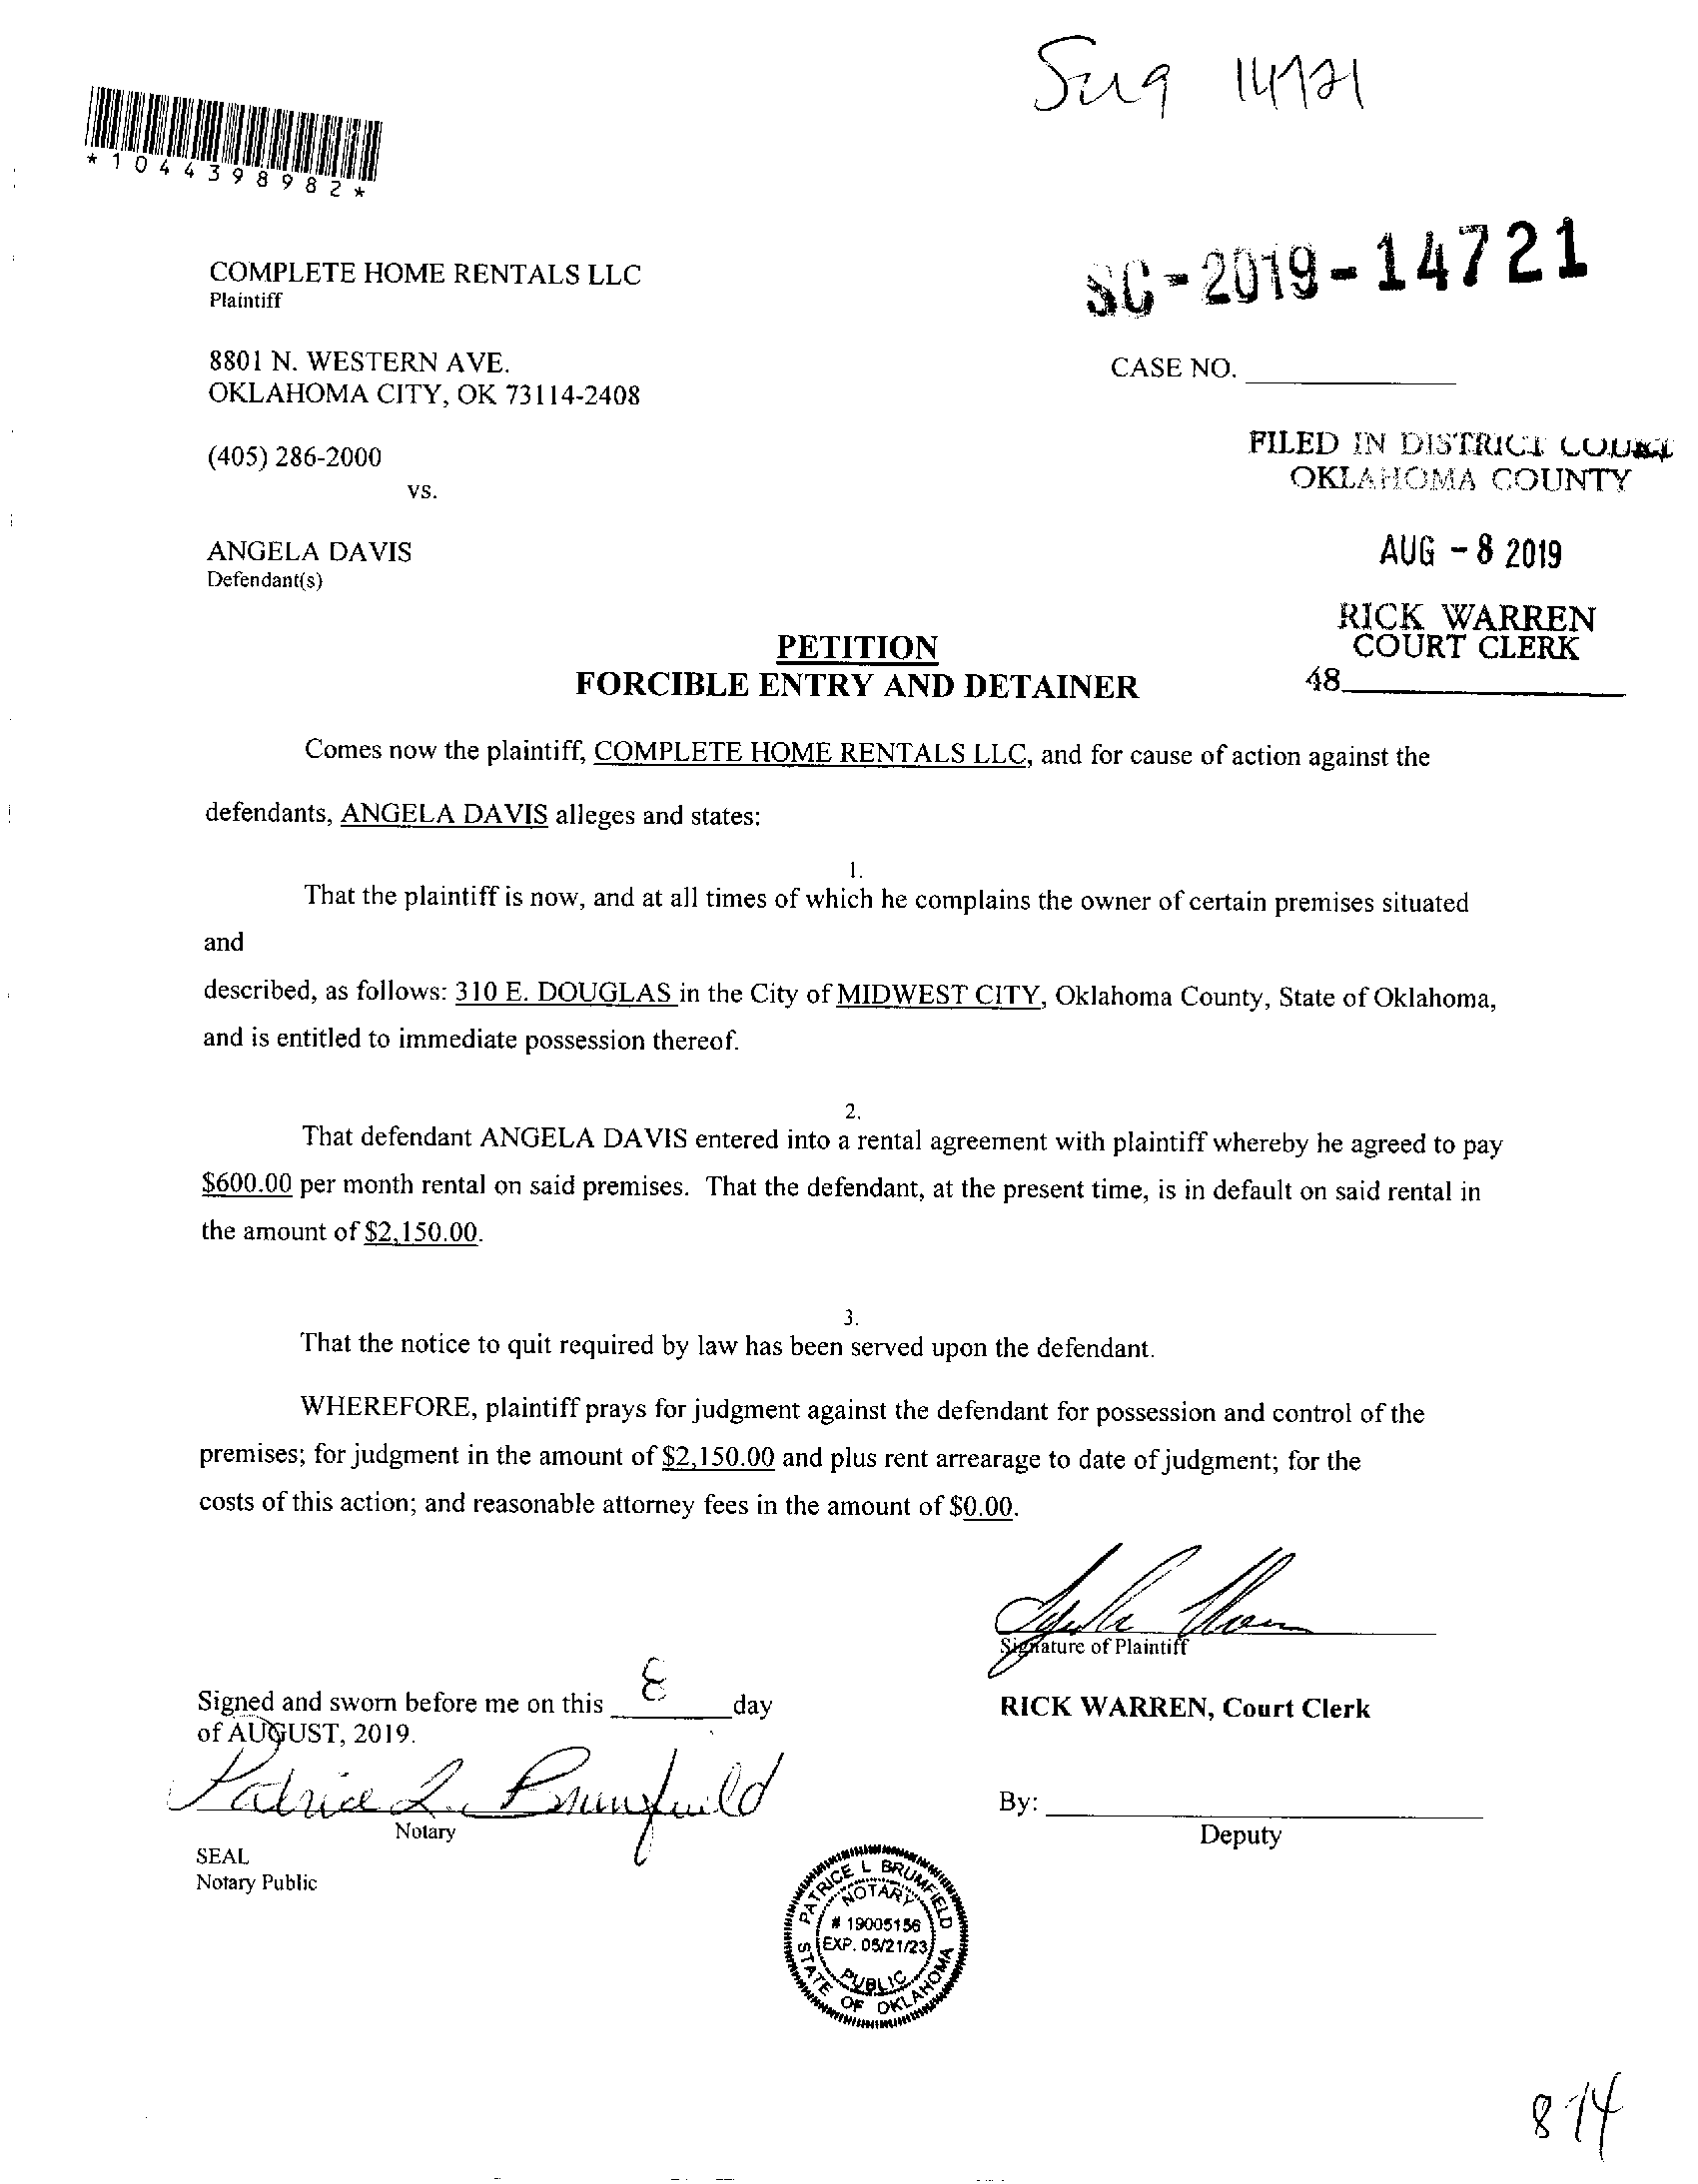 *1044398982*
SC-2019-14721
COMPLETE HOME RENTALS LLC
Plaintiff
8801 N. WESTERN AVE.
OKLAHOMA CITY, OK 73114-2408
CASE NO.
(405) 286-2000
vs.
FILED IN DISTRICT COURT
OKLAHOMA COUNTY
AUG - 8 2019
ANGELA DAVIS
Defendant(s)
RICK WARREN
COURT CLERK
48
PETITION
FORCIBLE ENTRY AND DETAINER
Comes now the plaintiff, COMPLETE HOME RENTALS LLC, and for cause of action against the
defendants, ANGELA DAVIS alleges and states:
1.
That the plaintiff is now, and at all times of which he complains the owner of certain premises situated
and
described, as follows: 310 E. DOUGLAS in the City of MIDWEST CITY, Oklahoma County, State of Oklahoma,
and is entitled to immediate possession thereof.
2.
That defendant ANGELA DAVIS entered into a rental agreement with plaintiff whereby he agreed to pay
$600.00 per month rental on said premises. That the defendant, at the present time, is in default on said rental in
the amount of $2,150.00.
3.
That the notice to quit required by law has been served upon the defendant.
WHEREFORE, plaintiff prays for judgment against the defendant for possession and control of the
premises; for judgment in the amount of $2,150.00 and plus rent arrearage to date of judgment; for the
costs of this action; and reasonable attorney fees in the amount of $0.00.
Signature of Plaintiff
Signed and sworn before me on this 8 day
of AUGUST, 2019.
RICK WARREN, Court Clerk
Patrice L. Brumfield
Notary
By:
Deputy
SEAL
Notary Public
PATRICE L BRUMFIELD
NOTARY
# 19005156
EXP. 05/21/23
PUBLIC
STATE OF OKLAHOMA
814